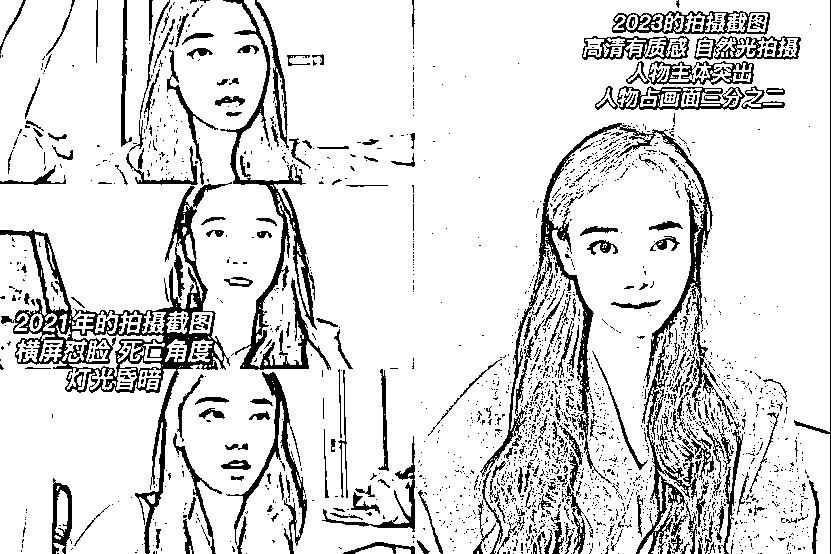 2023的拍摄截图
高清有质感 自然光拍摄
人物主体突出
人物占画面三分之二
2021年的拍摄截图
横屏怼脸 死亡角度
灯光昏暗